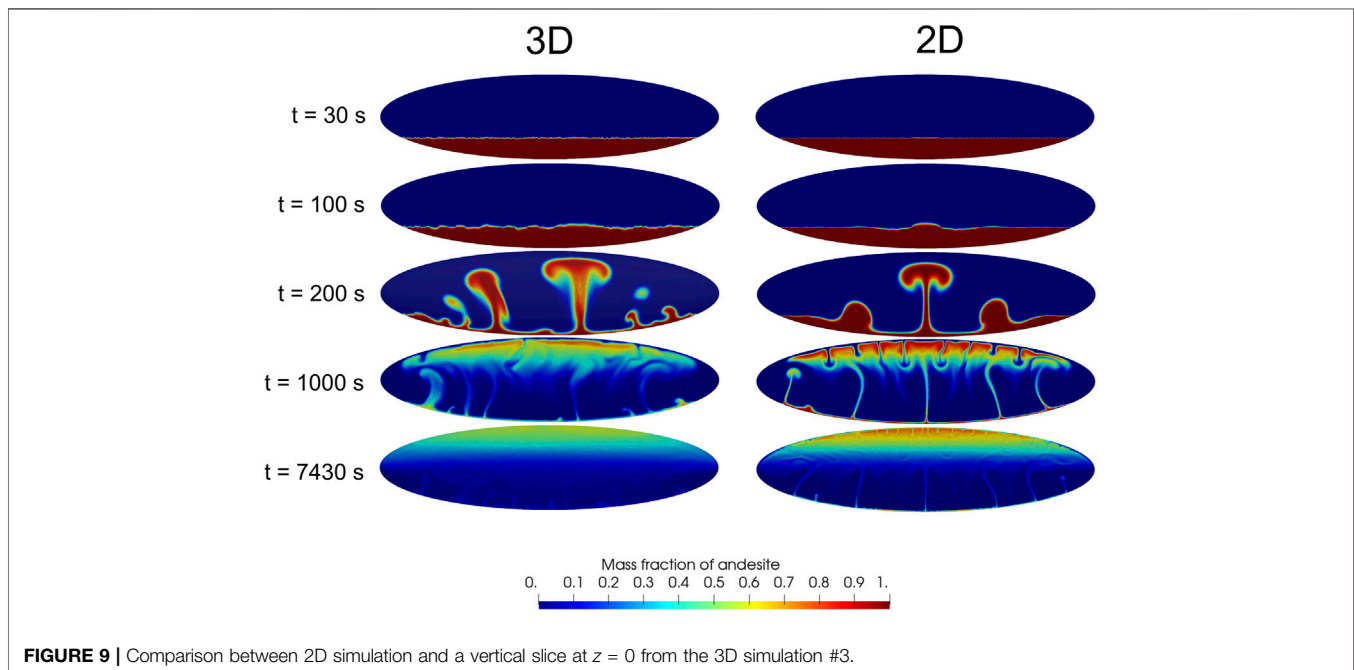 3D 2D
t = 30 s
t = 100 s
t = 200 s
t = 1000 s
t = 7430 s
Mass fraction of andesite
0. 0.1 0.2 0.3 0.4 0.5 0.6 0.7 0.8 0.9 1.
FIGURE 9 | Comparison between 2D simulation and a vertical slice at z = 0 from the 3D simulation #3.